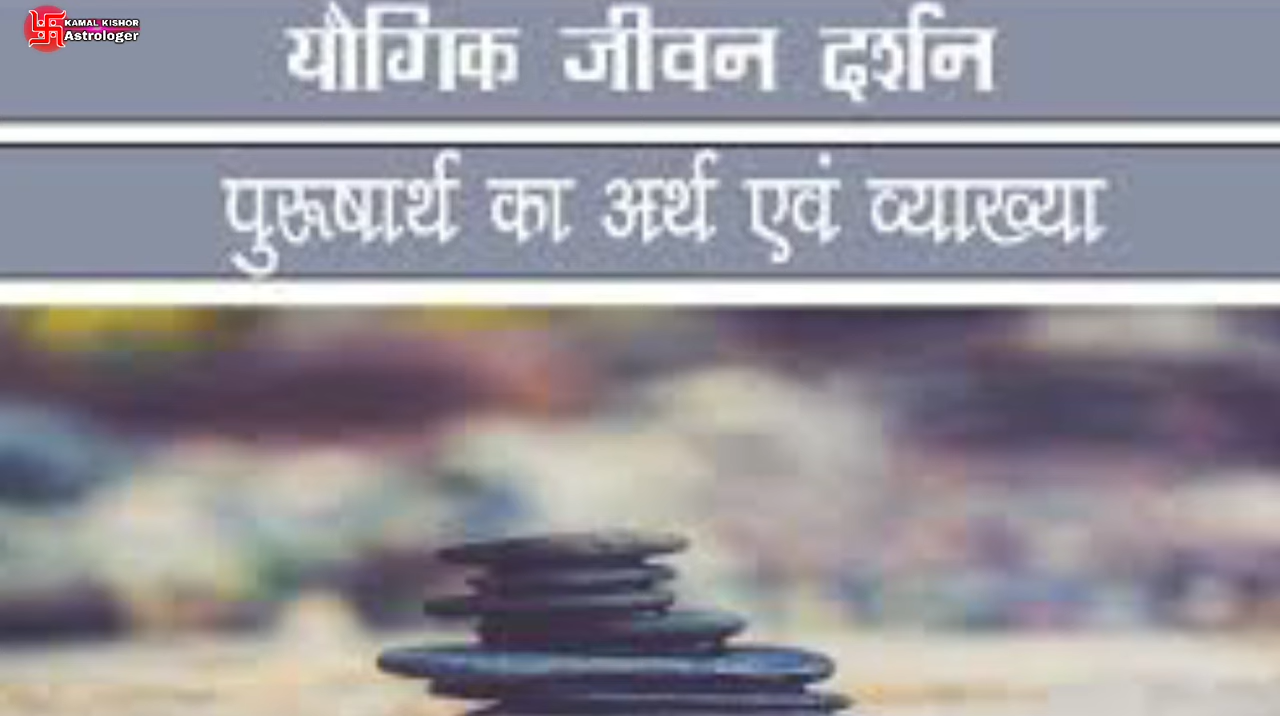 KAMAL KISHOR
Astrologer
यौगिक जीवन दर्शन
पुरूषार्थ का अर्थ एवं व्याख्या